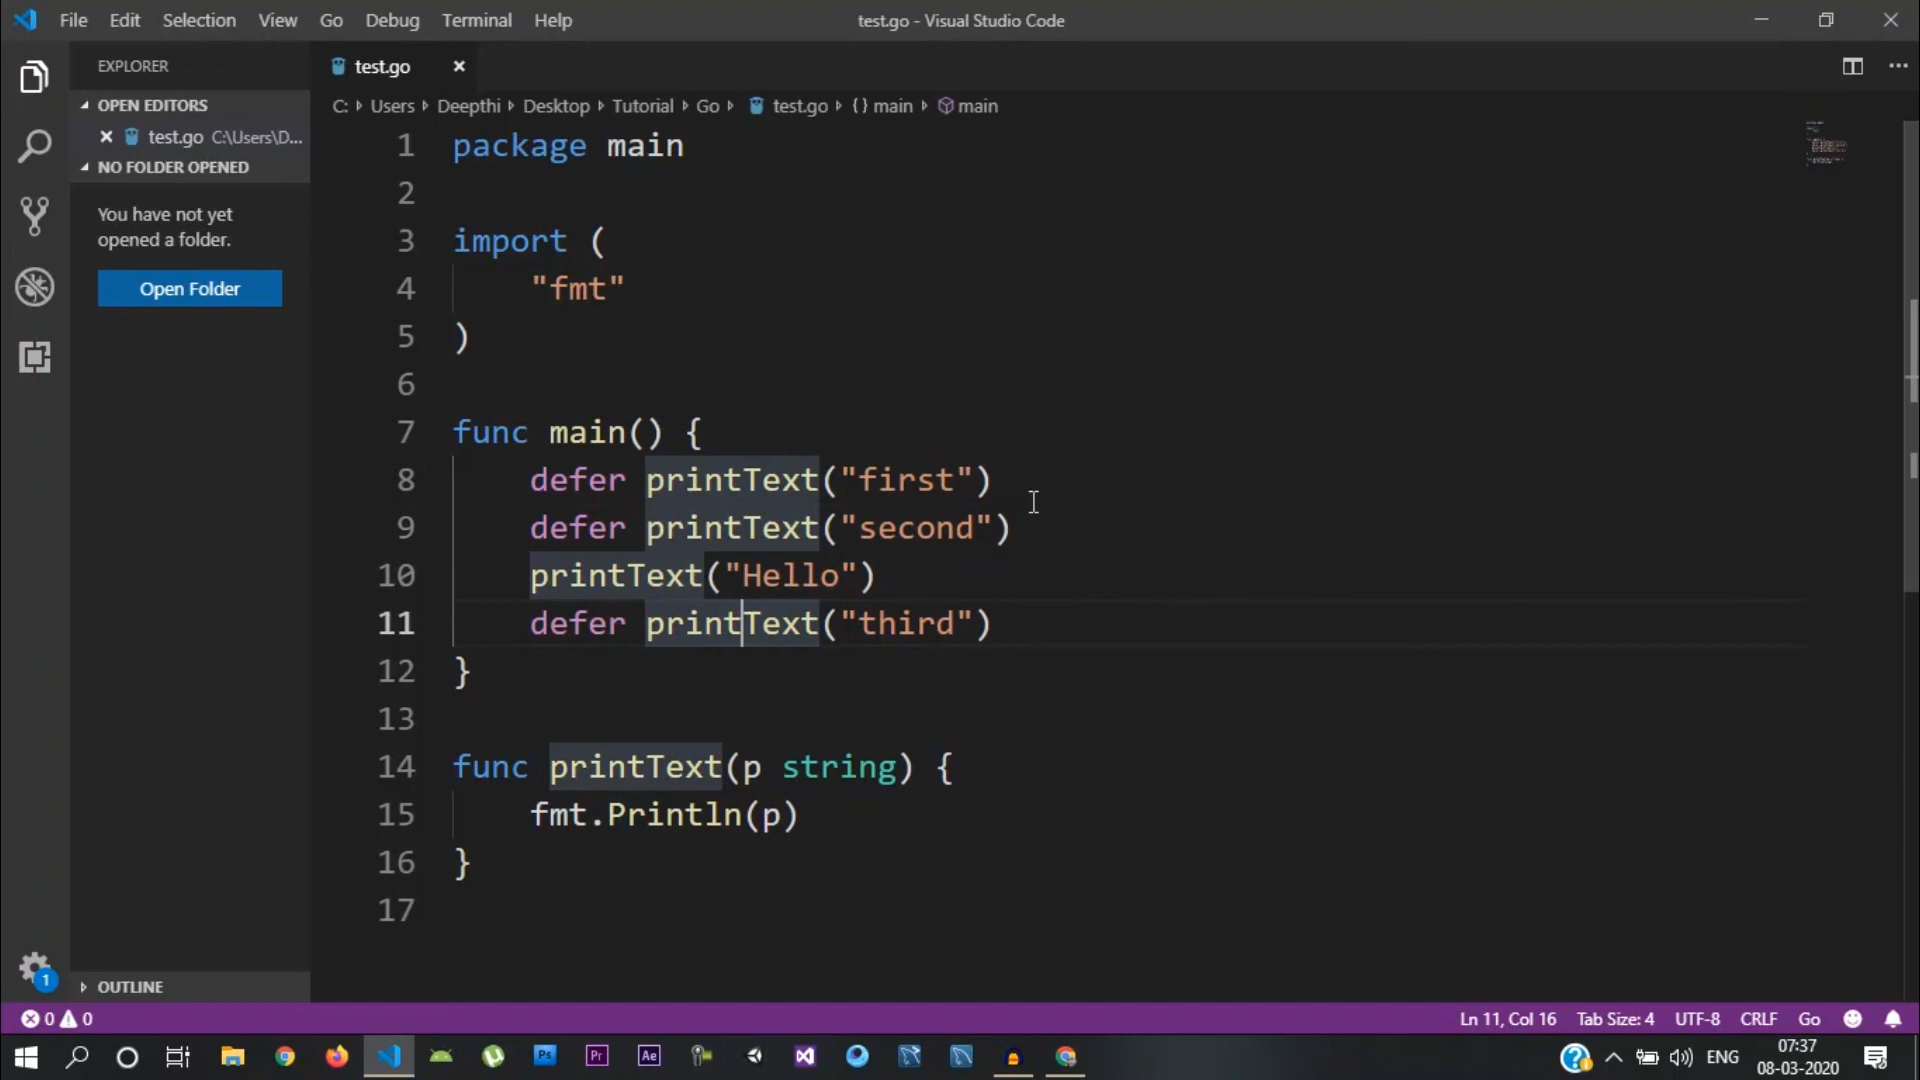 File Edit Selection View Go Debug Terminal Help
test.go - Visual Studio Code
EXPLORER
OPEN EDITORS
test.go C:\Users\D...
NO FOLDER OPENED
You have not yet
opened a folder.
Open Folder
OUTLINE
test.go
C: Users Deepthi Desktop Tutorial Go test.go {} main main
1 package main
2
3 import (
4 "fmt"
5 )
6
7 func main() {
8 defer printText("first")
9 defer printText("second")
10 printText("Hello")
11 defer printText("third")
12 }
13
14 func printText(p string) {
15 fmt.Println(p)
16 }
17
1
0 0
Ln 11, Col 16 Tab Size: 4 UTF-8 CRLF Go
Ps Pr Ae
ENG
07:37
08-03-2020